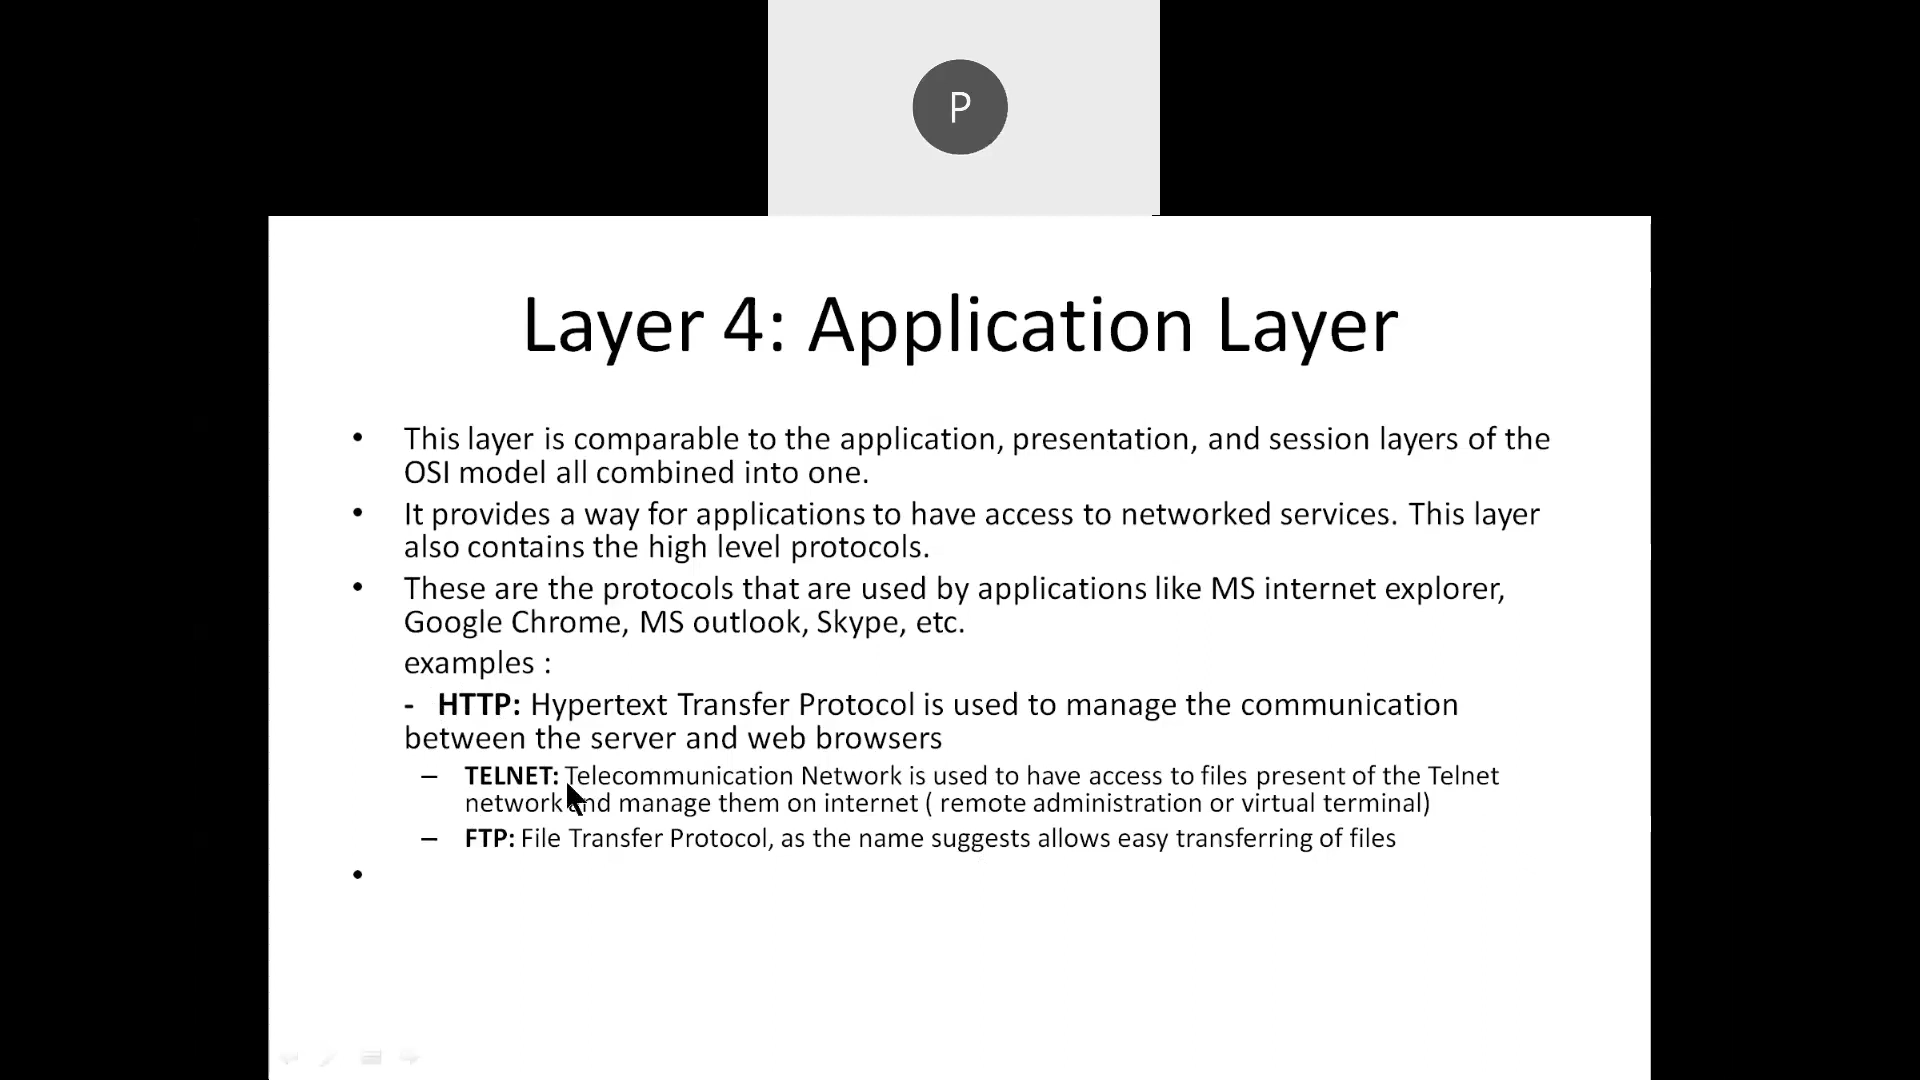 P
Layer 4: Application Layer
• This layer is comparable to the application, presentation, and session layers of the
OSI model all combined into one.
• It provides a way for applications to have access to networked services. This layer
also contains the high level protocols.
• These are the protocols that are used by applications like MS internet explorer,
Google Chrome, MS outlook, Skype, etc.
examples :
- HTTP: Hypertext Transfer Protocol is used to manage the communication
between the server and web browsers
– TELNET: Telecommunication Network is used to have access to files present of the Telnet
network and manage them on internet ( remote administration or virtual terminal)
– FTP: File Transfer Protocol, as the name suggests allows easy transferring of files
•